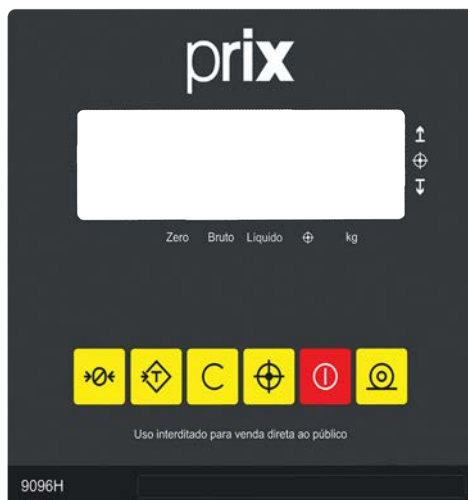 prix
Zero Bruto Líquido kg
T C
Uso interditado para venda direta ao público
9096H